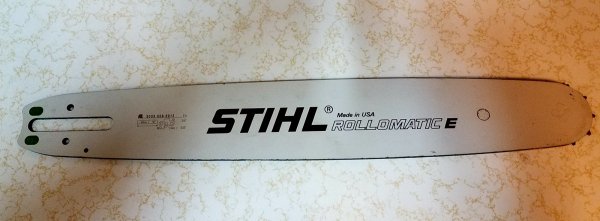 STIHL®
Made in USA
ROLLOMATIC E